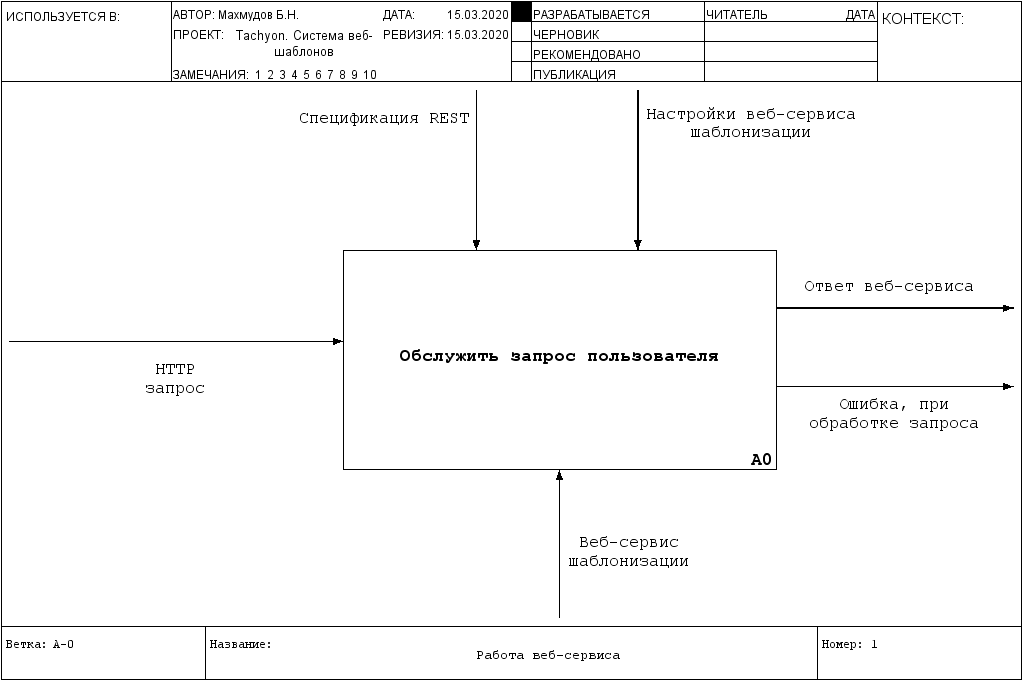 ИСПОЛЬЗУЕТСЯ В:
АВТОР: Махмудов Б.Н.
ДАТА: 15.03.2020
ПРОЕКТ: Tachyon. Система веб-
шаблонов
РЕВИЗИЯ: 15.03.2020
ЗАМЕЧАНИЯ: 1 2 3 4 5 6 7 8 9 10
РАЗРАБАТЫВАЕТСЯ
ЧЕРНОВИК
РЕКОМЕНДОВАНО
ПУБЛИКАЦИЯ
ЧИТАТЕЛЬ ДАТА
КОНТЕКСТ:
Спецификация REST
Настройки веб-сервиса
шаблонизации
Ответ веб-сервиса
Обслужить запрос пользователя
HTTP
запрос
Ошибка, при
обработке запроса
A0
Веб-сервис
шаблонизации
Ветка: A-0
Название:
Работа веб-сервиса
Номер: 1